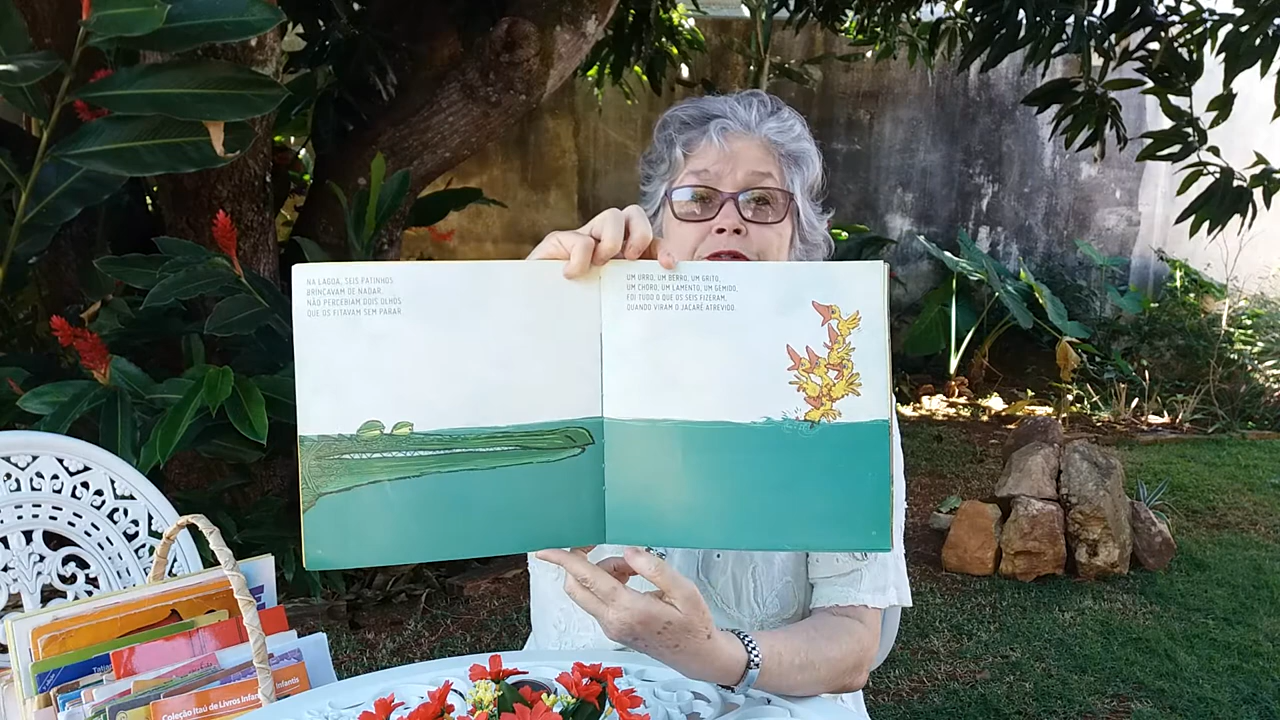 NA LAGOA, SEIS PATINHOS
BRINCAVAM DE NADAR.
NÃO PERCEBIAM DOIS OLHOS
QUE OS FITAVAM SEM PARAR
UM URRO, UM BERRO, UM GRITO,
UM CHORO, UM LAMENTO, UM GEMIDO,
FOI TUDO O QUE OS SEIS FIZERAM,
QUANDO VIRAM O JACARÉ ATREVIDO.
Tatia
Coleção Itaú de Livros Infantis
Infantis